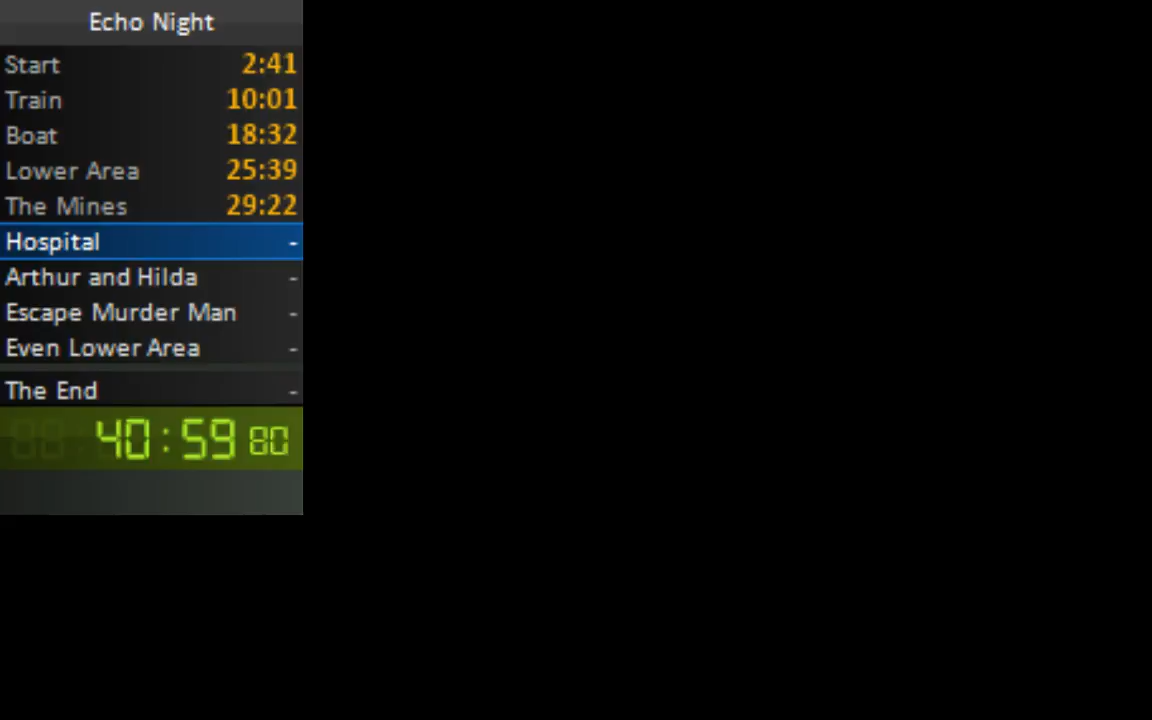 Echo Night
Start 2:41
Train 10:01
Boat 18:32
Lower Area 25:39
The Mines 29:22
Hospital -
Arthur and Hilda -
Escape Murder Man -
Even Lower Area -
The End -
40:59 80